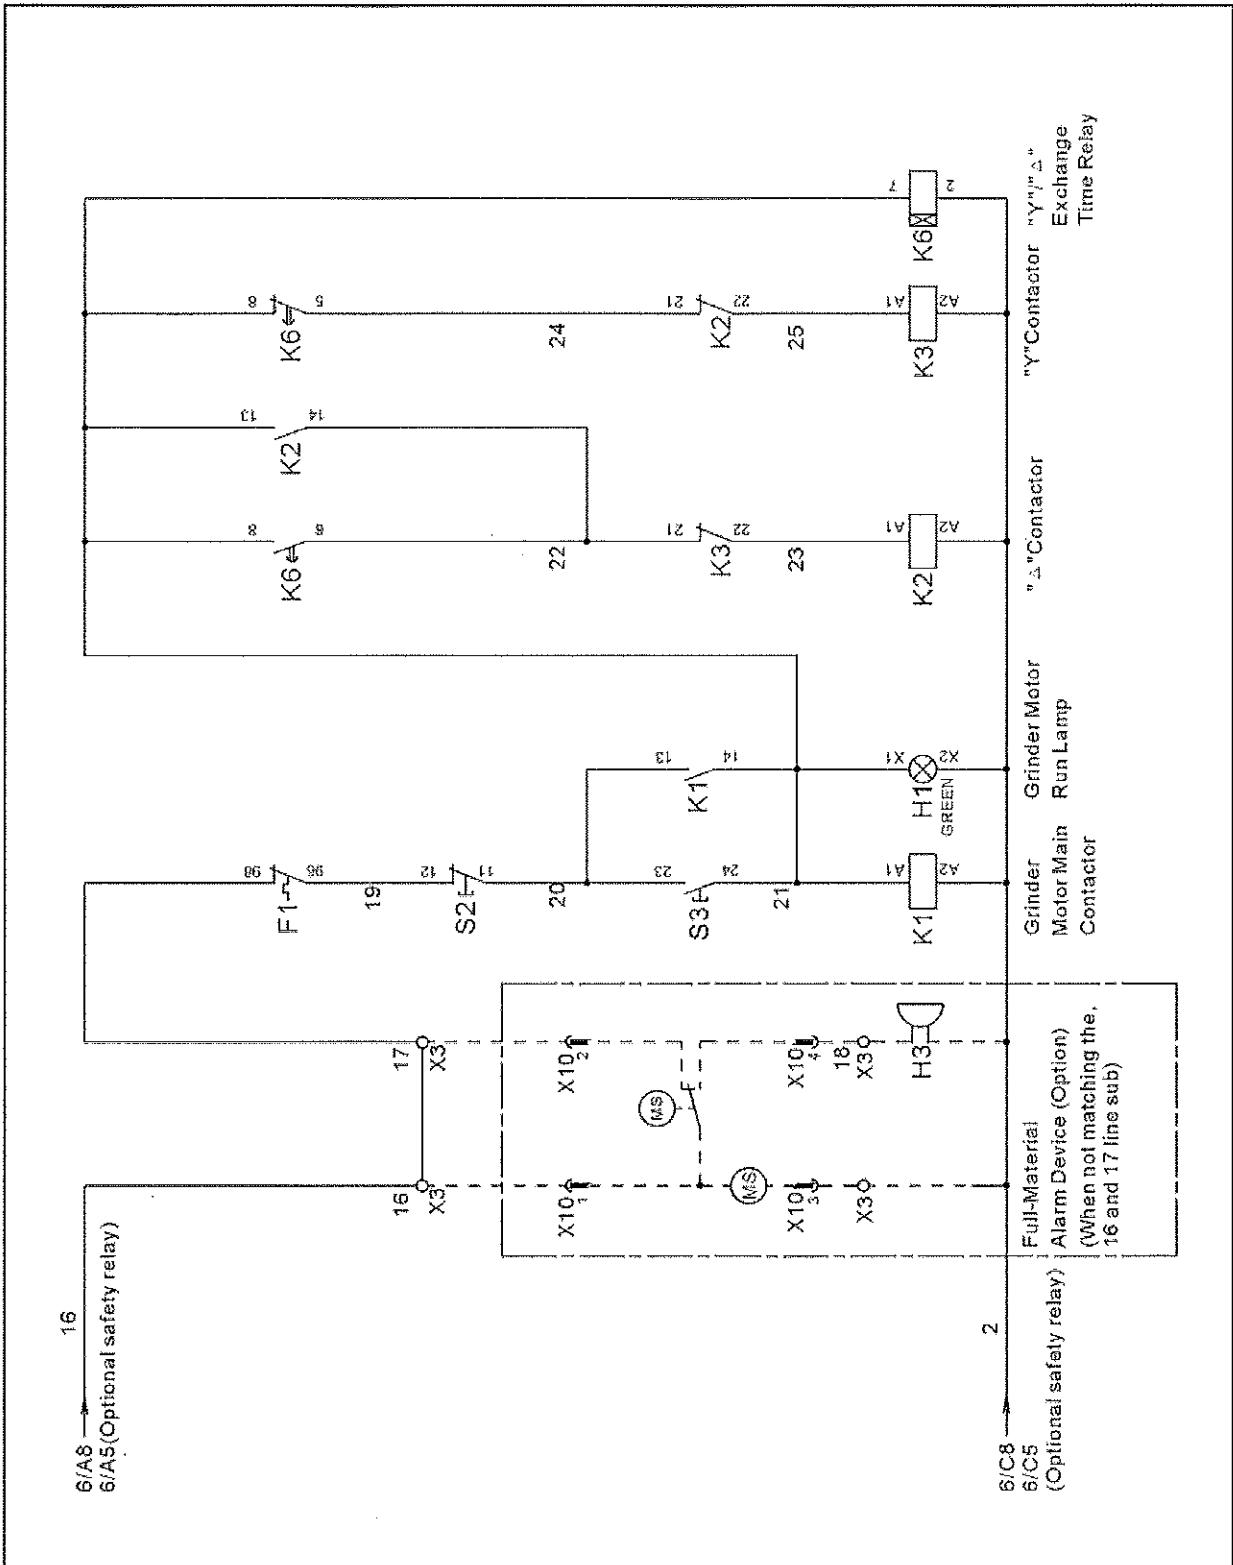 6/A8
6/A5(Optional safety relay)
16
6/C8
6/C5
(Optional safety relay)
2
16
X3
17
X3
X10
1
X10
2
MS
MS
X10
3
X10
4
X3
18
X3
H3
Full-Material
Alarm Device (Option)
(When not matching the,
16 and 17 line sub)
F1
98
95
19
S2
12
11
20
S3
23
24
21
K1
A1
A2
Grinder
Motor Main
Contactor
K1
13
14
H1
GREEN
X1
X2
Grinder Motor
Run Lamp
K6
8
6
22
K3
21
22
23
K2
A1
A2
"△"Contactor
K2
13
14
K6
8
5
24
K2
21
22
25
K3
A1
A2
"Y"Contactor
K6
7
2
"Y"/"△"
Exchange
Time Relay